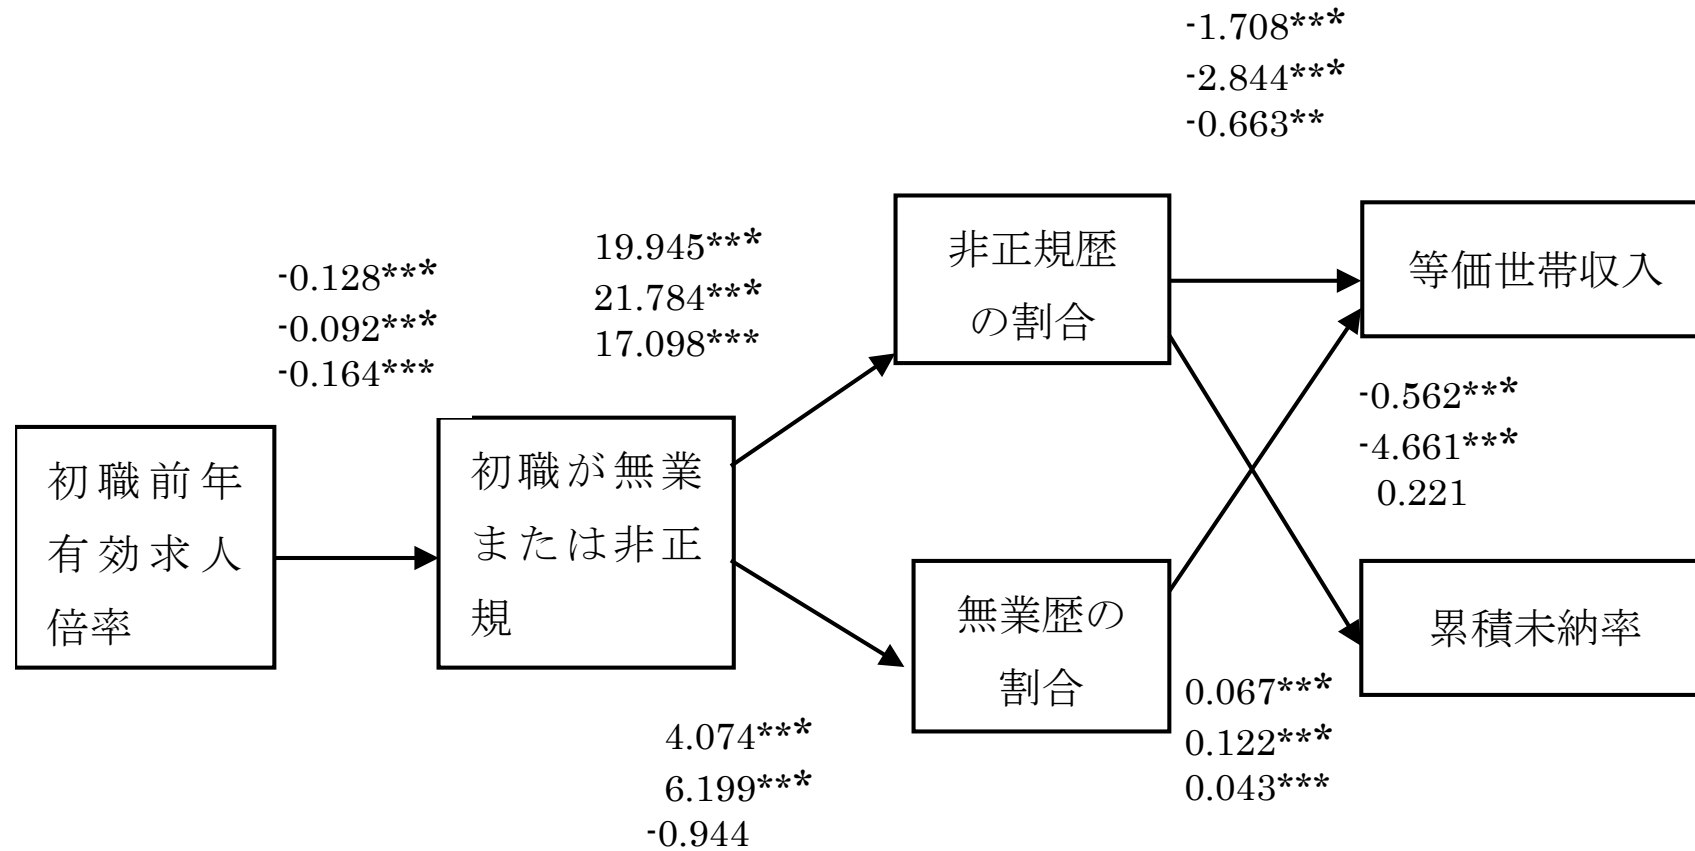 -1.708***
-2.844***
-0.663**
19.945***
21.784***
17.098***
-0.128***
-0.092***
-0.164***
非正規歴
の割合
等価世帯収入
-0.562***
-4.661***
0.221
初職前年
有効求人
倍率
初職が無業
または非正
規
無業歴の
割合
累積未納率
4.074***
6.199***
-0.944
0.067***
0.122***
0.043***